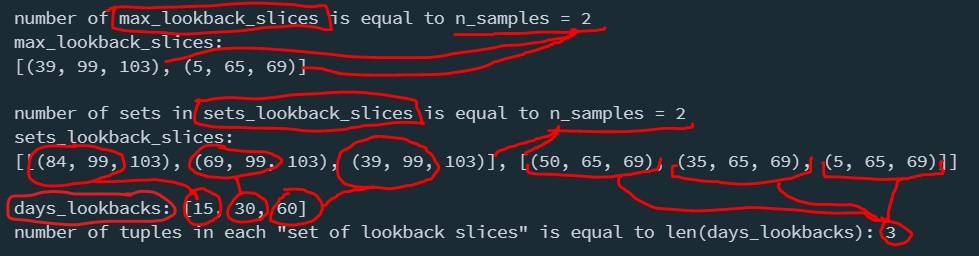 number of max_lookback_slices is equal to n_samples = 2
max_lookback_slices:
[(39, 99, 103), (5, 65, 69)]
number of sets in sets_lookback_slices is equal to n_samples = 2
sets_lookback_slices:
[[(84, 99, 103), (69, 99, 103), (39, 99, 103)], [(50, 65, 69), (35, 65, 69), (5, 65, 69)]]
days_lookbacks: [15, 30, 60]
number of tuples in each "set of lookback slices" is equal to len(days_lookbacks): 3